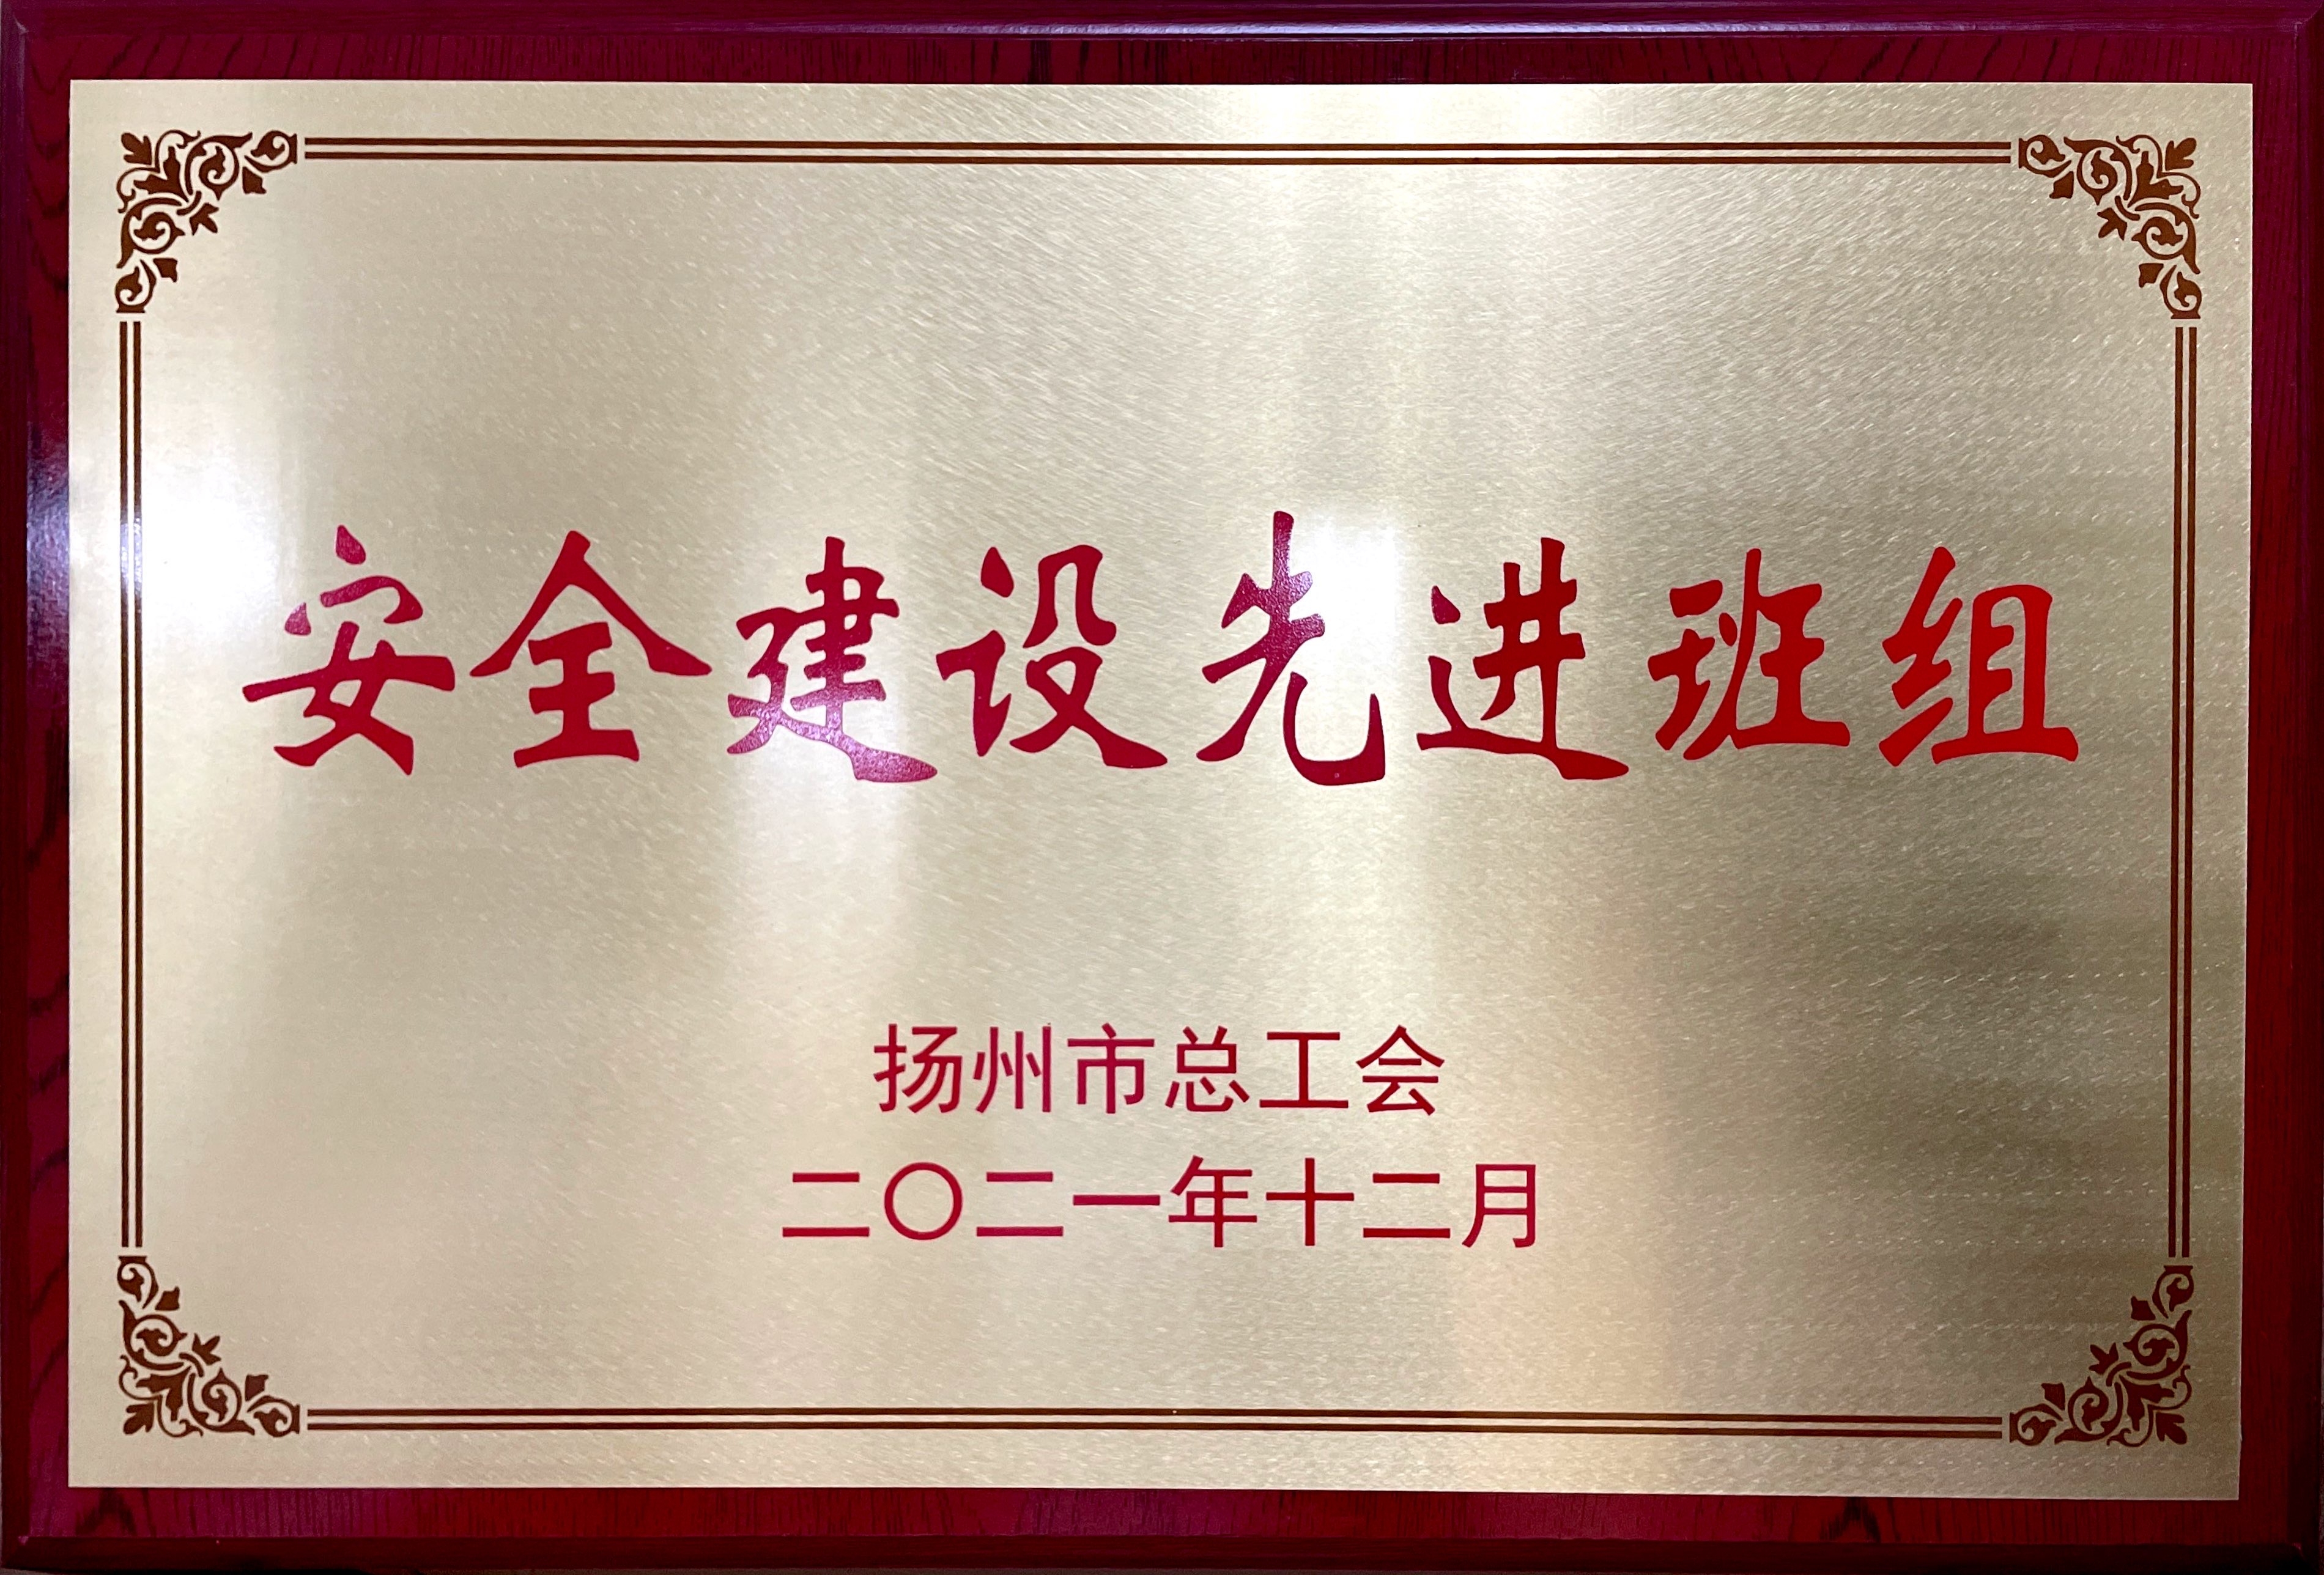 安全建设先进班组
扬州市总工会
二〇二一年十二月